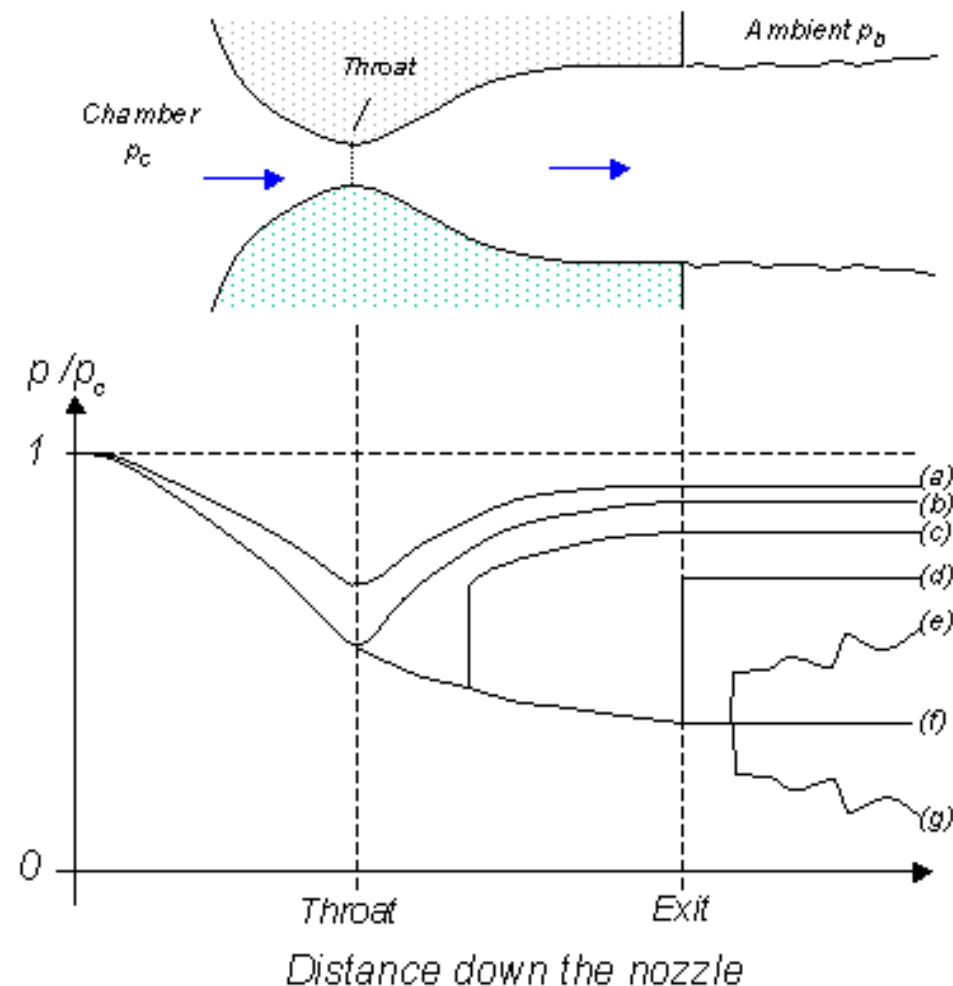 Ambient p_b
Throat
Chamber
p_c
p /p_c
1
(a)
(b)
(c)
(d)
(e)
(f)
(g)
0
Throat
Exit
Distance down the nozzle